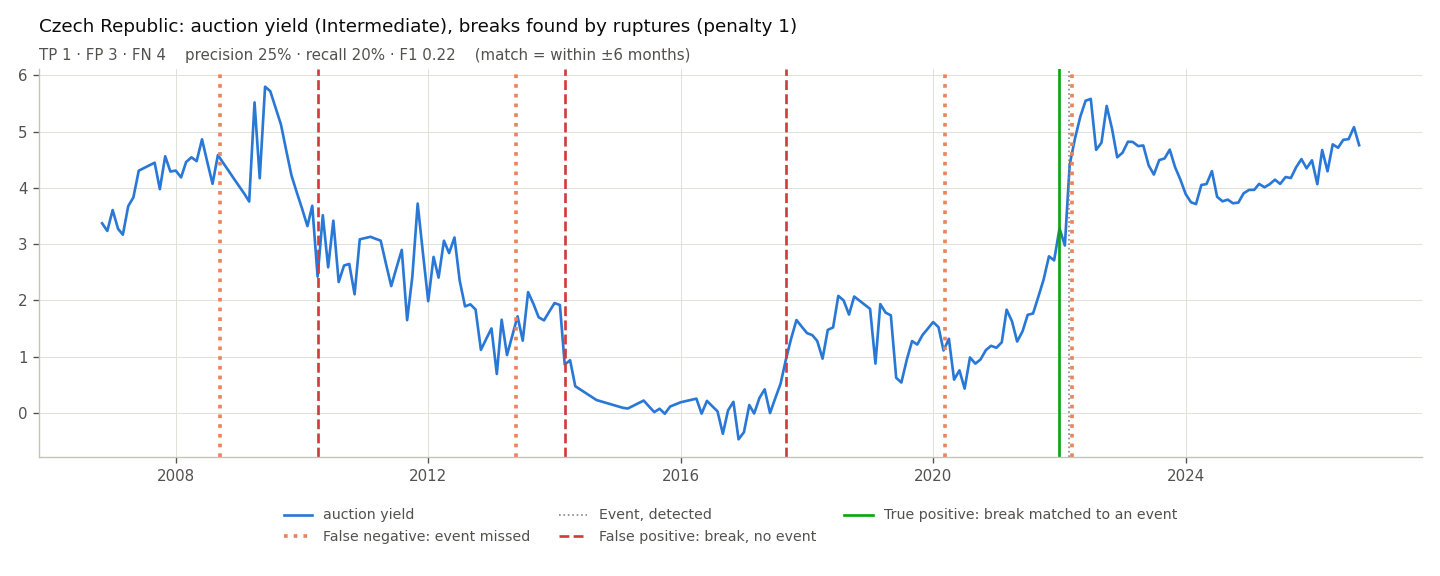 Czech Republic: auction yield (Intermediate), breaks found by ruptures (penalty 1)
TP 1 · FP 3 · FN 4    precision 25% · recall 20% · F1 0.22    (match = within ±6 months)
6
5
4
3
2
1
0
2008 2012 2016 2020 2024
auction yield
False negative: event missed
Event, detected
False positive: break, no event
True positive: break matched to an event